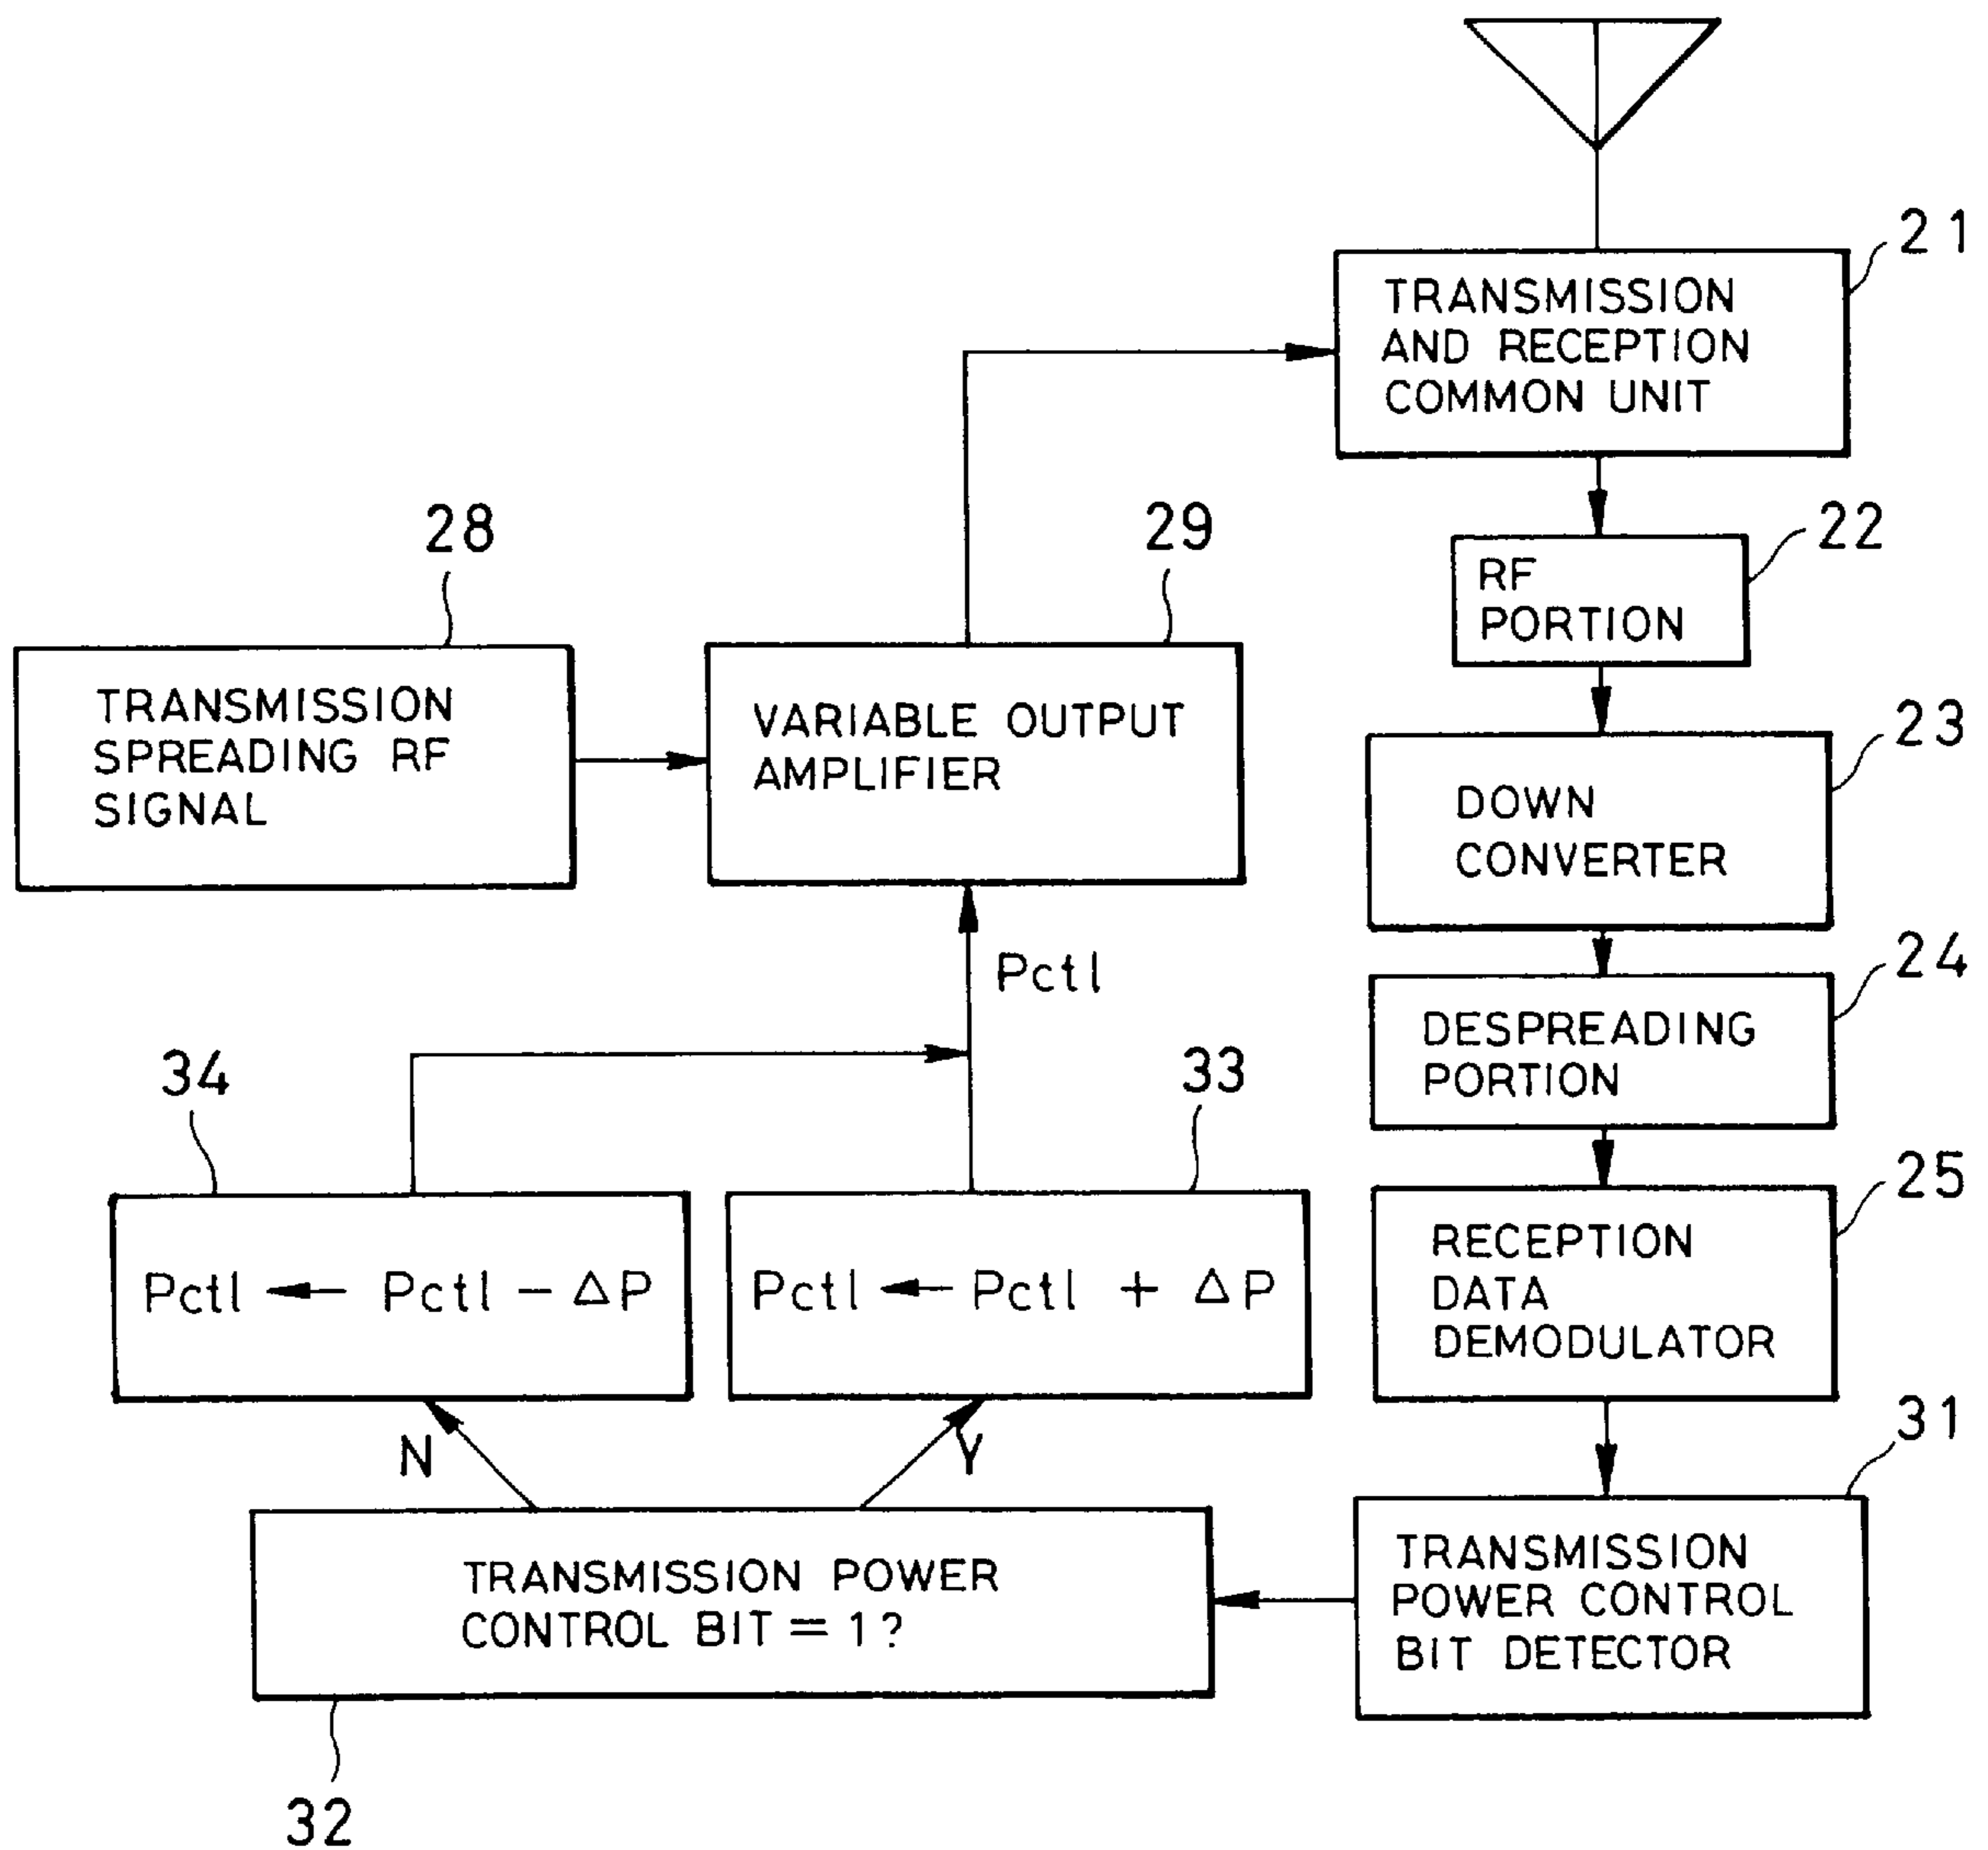 21
TRANSMISSION
AND RECEPTION
COMMON UNIT
22
RF
PORTION
28
29
TRANSMISSION
SPREADING RF
SIGNAL
VARIABLE OUTPUT
AMPLIFIER
23
DOWN
CONVERTER
Pctl
24
DESPREADING
PORTION
34
33
25
Pctl ← Pctl − ΔP
Pctl ← Pctl + ΔP
RECEPTION
DATA
DEMODULATOR
N
Y
31
TRANSMISSION POWER
CONTROL BIT = 1?
TRANSMISSION
POWER CONTROL
BIT DETECTOR
32